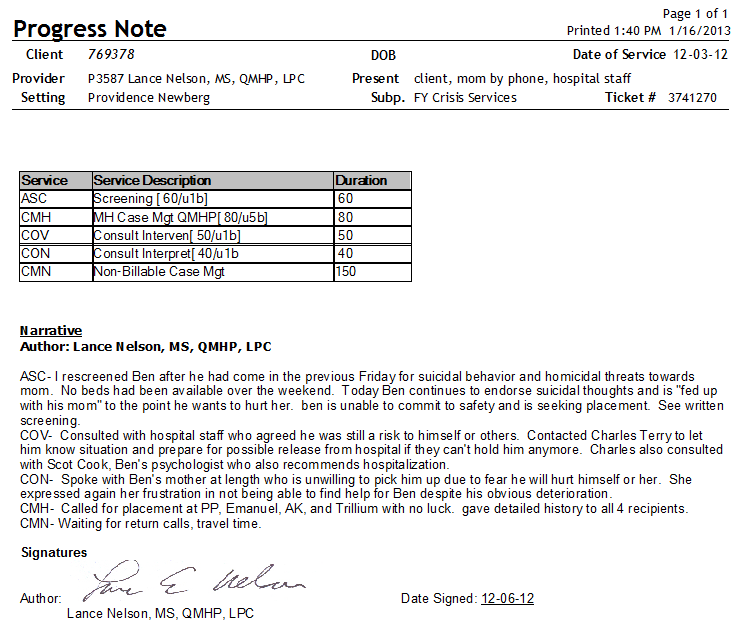 Page 1 of 1
Progress Note
Printed 1:40 PM 1/16/2013
Client 769378 DOB Date of Service 12-03-12
Provider P3587 Lance Nelson, MS, QMHP, LPC Present client, mom by phone, hospital staff
Setting Providence Newberg Subp. FY Crisis Services Ticket # 3741270
Service Service Description Duration
ASC Screening [ 60/u1b] 60
CMH MH Case Mgt QMHP[ 80/u5b] 80
COV Consult Interven[ 50/u1b] 50
CON Consult Interpret[ 40/u1b 40
CMN Non-Billable Case Mgt 150
Narrative
Author: Lance Nelson, MS, QMHP, LPC
ASC- I rescreened Ben after he had come in the previous Friday for suicidal behavior and homicidal threats towards
mom. No beds had been available over the weekend. Today Ben continues to endorse suicidal thoughts and is "fed up
with his mom" to the point he wants to hurt her. ben is unable to commit to safety and is seeking placement. See written
screening.
COV- Consulted with hospital staff who agreed he was still a risk to himself or others. Contacted Charles Terry to let
him know situation and prepare for possible release from hospital if they can't hold him anymore. Charles also consulted
with Scot Cook, Ben's psychologist who also recommends hospitalization.
CON- Spoke with Ben's mother at length who is unwilling to pick him up due to fear he will hurt himself or her. She
expressed again her frustration in not being able to find help for Ben despite his obvious deterioration.
CMH- Called for placement at PP, Emanuel, AK, and Trillium with no luck. gave detailed history to all 4 recipients.
CMN- Waiting for return calls, travel time.
Signatures
Lance E Nelson
Author: Date Signed: 12-06-12
Lance Nelson, MS, QMHP, LPC